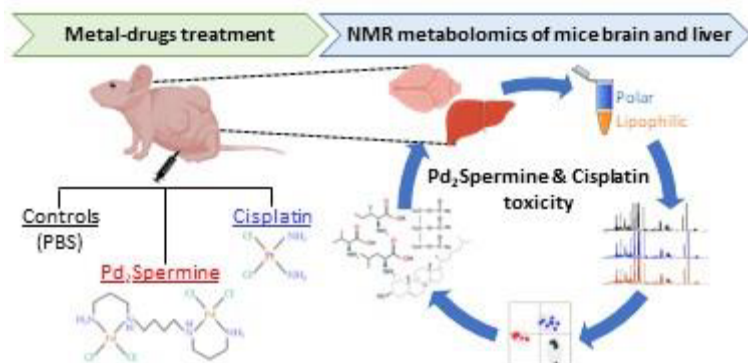 Metal-drugs treatment
NMR metabolomics of mice brain and liver
Polar
Lipophilic
Pd₂Spermine & Cisplatin
toxicity
Controls
(PBS)
Cisplatin
Pd₂Spermine